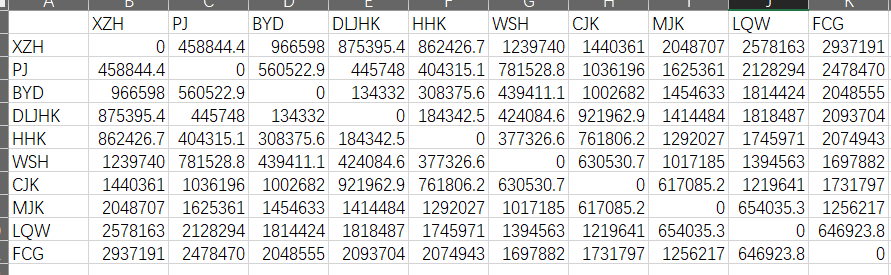 A B C D E F G H I J K
XZH PJ BYD DLJHK HHK WSH CJK MJK LQW FCG
XZH 0 458844.4 966598 875395.4 862426.7 1239740 1440361 2048707 2578163 2937191
PJ 458844.4 0 560522.9 445748 404315.1 781528.8 1036196 1625361 2128294 2478470
BYD 966598 560522.9 0 134332 308375.6 439411.1 1002682 1454633 1814424 2048555
DLJHK 875395.4 445748 134332 0 184342.5 424084.6 921962.9 1414484 1818487 2093704
HHK 862426.7 404315.1 308375.6 184342.5 0 377326.6 761806.2 1292027 1745971 2074943
WSH 1239740 781528.8 439411.1 424084.6 377326.6 0 630530.7 1017185 1394563 1697882
CJK 1440361 1036196 1002682 921962.9 761806.2 630530.7 0 617085.2 1219641 1731797
MJK 2048707 1625361 1454633 1414484 1292027 1017185 617085.2 0 654035.3 1256217
LQW 2578163 2128294 1814424 1818487 1745971 1394563 1219641 654035.3 0 646923.8
FCG 2937191 2478470 2048555 2093704 2074943 1697882 1731797 1256217 646923.8 0